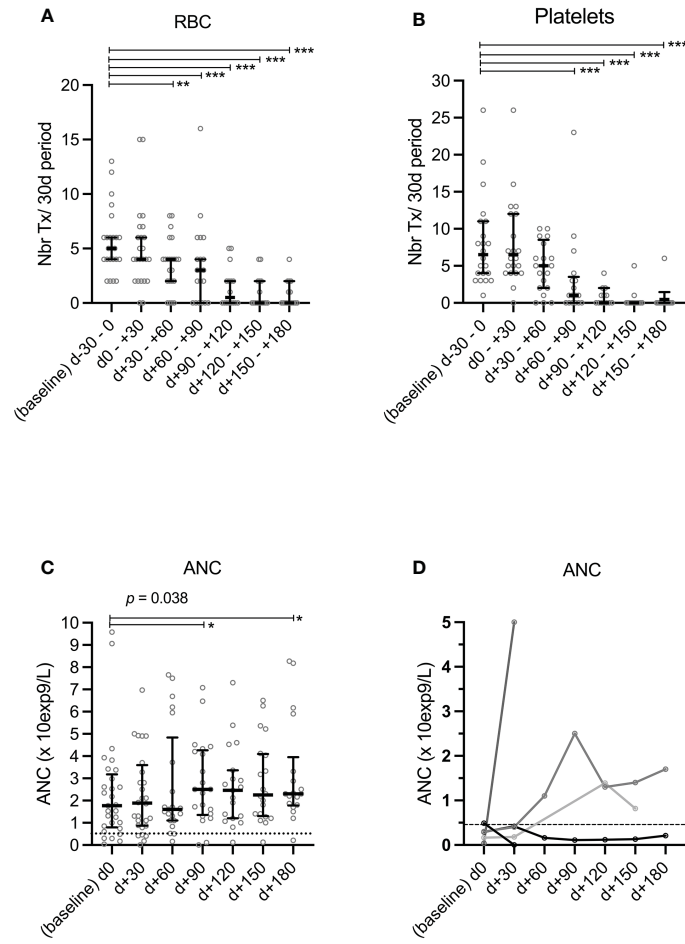 A
RBC
***
***
***
***
**
Nbr Tx/ 30d period
20
15
10
5
0
(baseline) d-30 - 0
d0 - +30
d+30 - +60
d+60 - +90
d+90 - +120
d+120 - +150
d+150 - +180
B
Platelets
***
***
***
***
Nbr Tx/ 30d period
30
25
20
15
10
5
0
(baseline) d-30 - 0
d0 - +30
d+30 - +60
d+60 - +90
d+90 - +120
d+120 - +150
d+150 - +180
C
ANC
p = 0.038
*
*
ANC (x 10exp9/L)
10
9
8
7
6
5
4
3
2
1
0
(baseline) d0
d+30
d+60
d+90
d+120
d+150
d+180
D
ANC
ANC (x 10exp9/L)
5
4
3
2
1
0
(baseline) d0
d+30
d+60
d+90
d+120
d+150
d+180